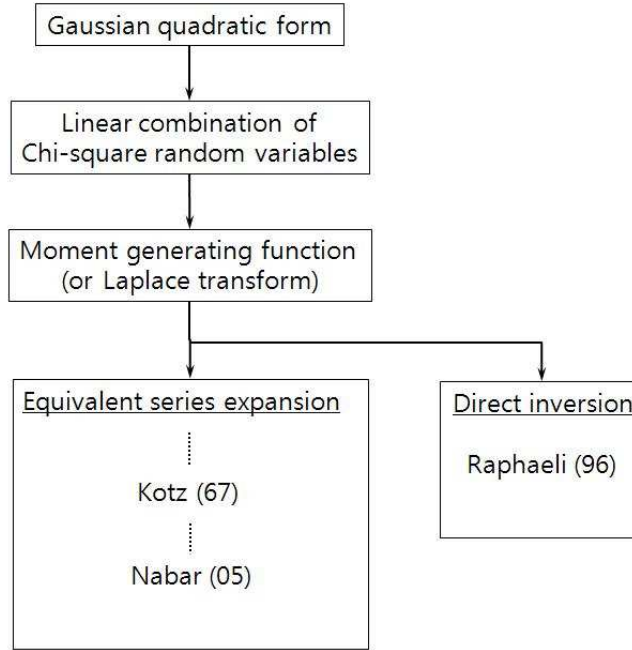 Gaussian quadratic form
Linear combination of
Chi-square random variables
Moment generating function
(or Laplace transform)
Equivalent series expansion
Kotz (67)
Nabar (05)
Direct inversion
Raphaeli (96)